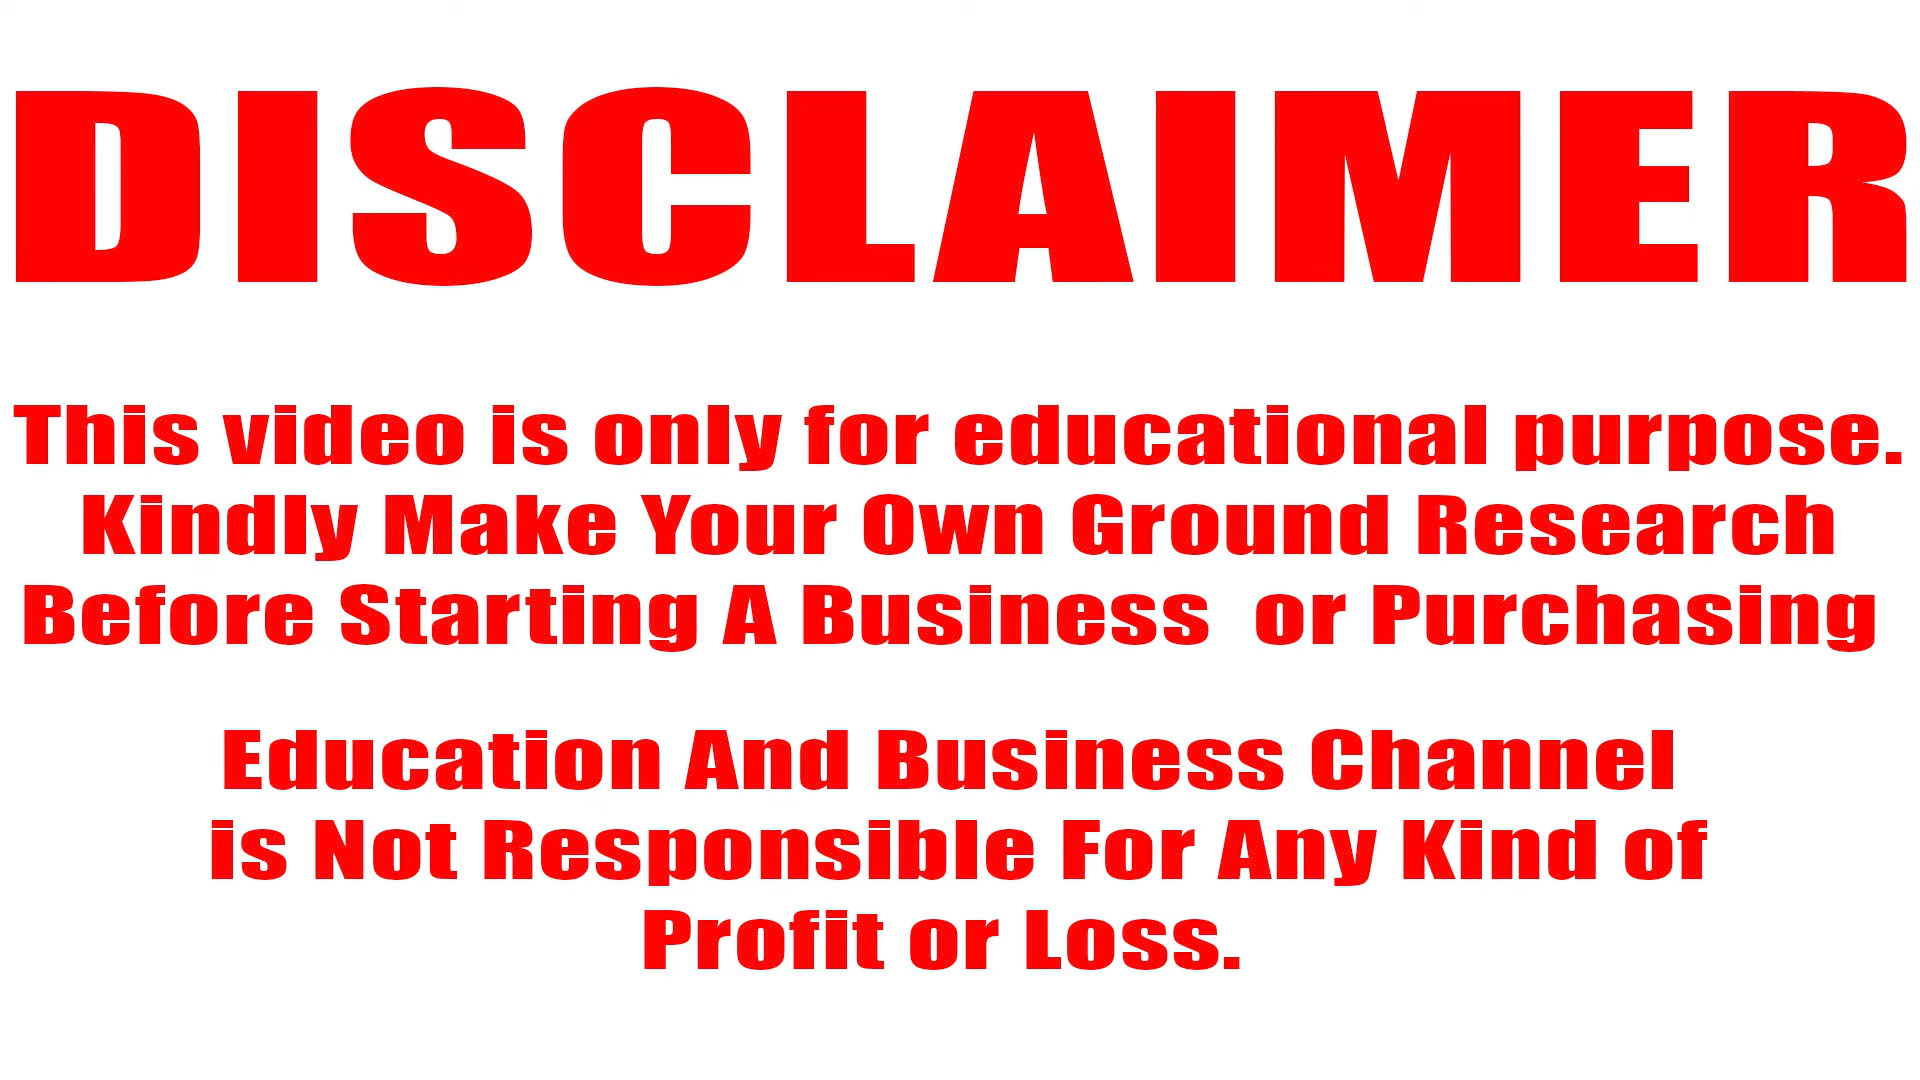 DISCLAIMER
This video is only for educational purpose.
Kindly Make Your Own Ground Research
Before Starting A Business  or Purchasing
Education And Business Channel
is Not Responsible For Any Kind of
Profit or Loss.